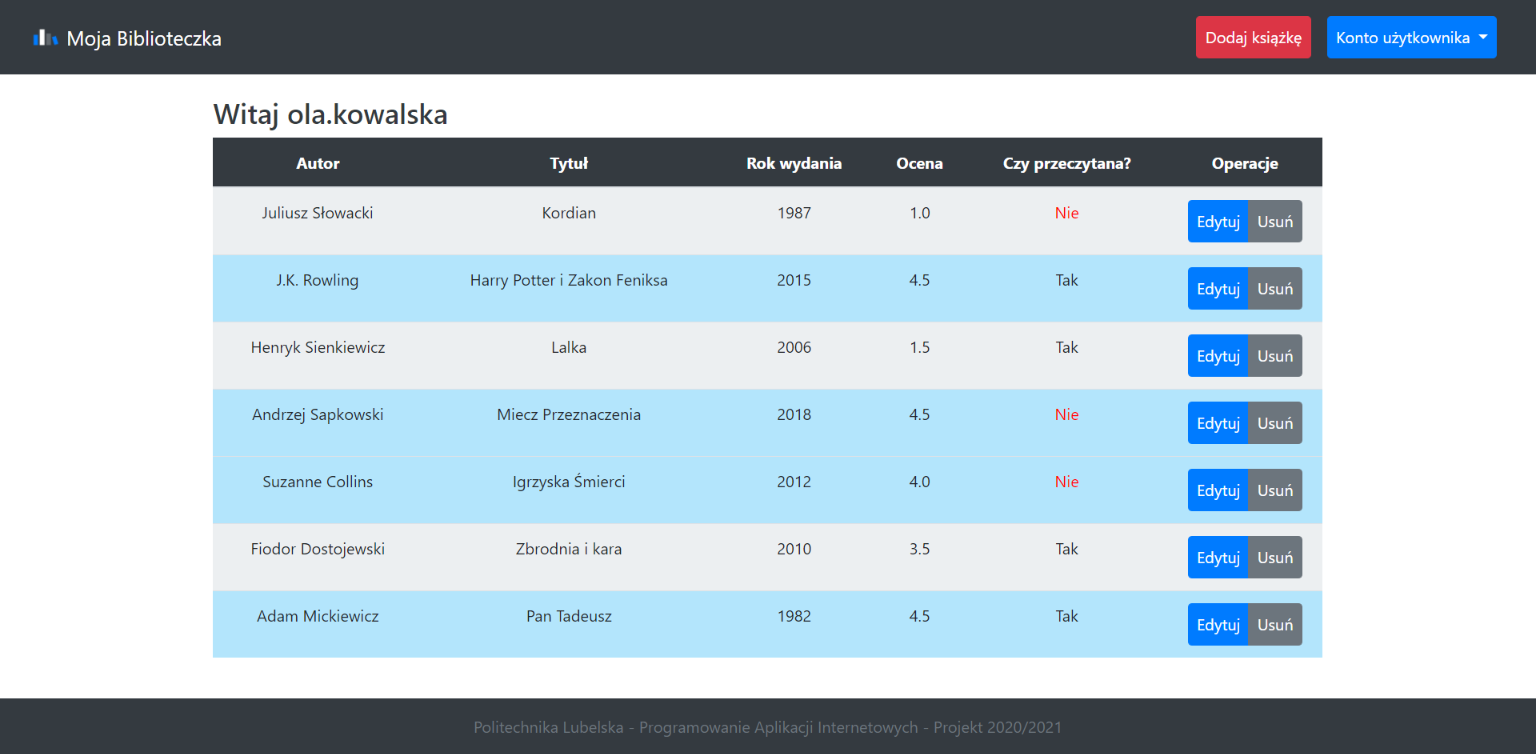 Moja Biblioteczka Dodaj książkę Konto użytkownika
Witaj ola.kowalska
Autor Tytuł Rok wydania Ocena Czy przeczytana? Operacje
Juliusz Słowacki Kordian 1987 1.0 Nie Edytuj Usuń
J.K. Rowling Harry Potter i Zakon Feniksa 2015 4.5 Tak Edytuj Usuń
Henryk Sienkiewicz Lalka 2006 1.5 Tak Edytuj Usuń
Andrzej Sapkowski Miecz Przeznaczenia 2018 4.5 Nie Edytuj Usuń
Suzanne Collins Igrzyska Śmierci 2012 4.0 Nie Edytuj Usuń
Fiodor Dostojewski Zbrodnia i kara 2010 3.5 Tak Edytuj Usuń
Adam Mickiewicz Pan Tadeusz 1982 4.5 Tak Edytuj Usuń
Politechnika Lubelska - Programowanie Aplikacji Internetowych - Projekt 2020/2021